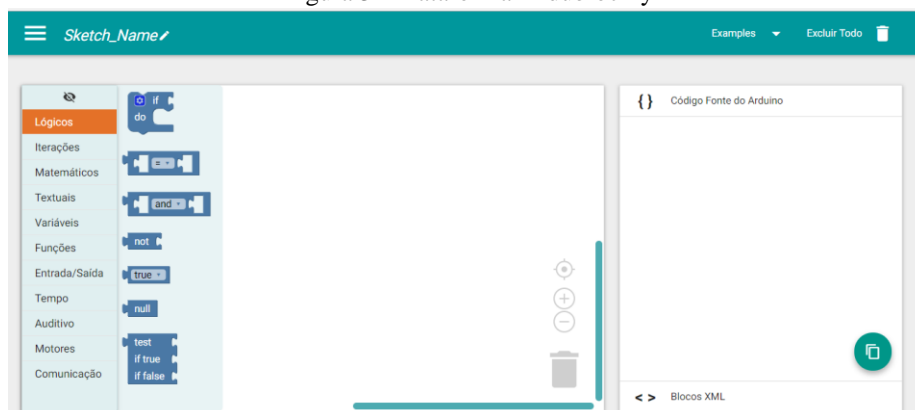 Sketch_Name
Examples
Excluir Todo
Lógicos
Iterações
Matemáticos
Textuais
Variáveis
Funções
Entrada/Saída
Tempo
Auditivo
Motores
Comunicação
if
do
=
and
not
true
null
test
if true
if false
{ } Código Fonte do Arduino
< > Blocos XML